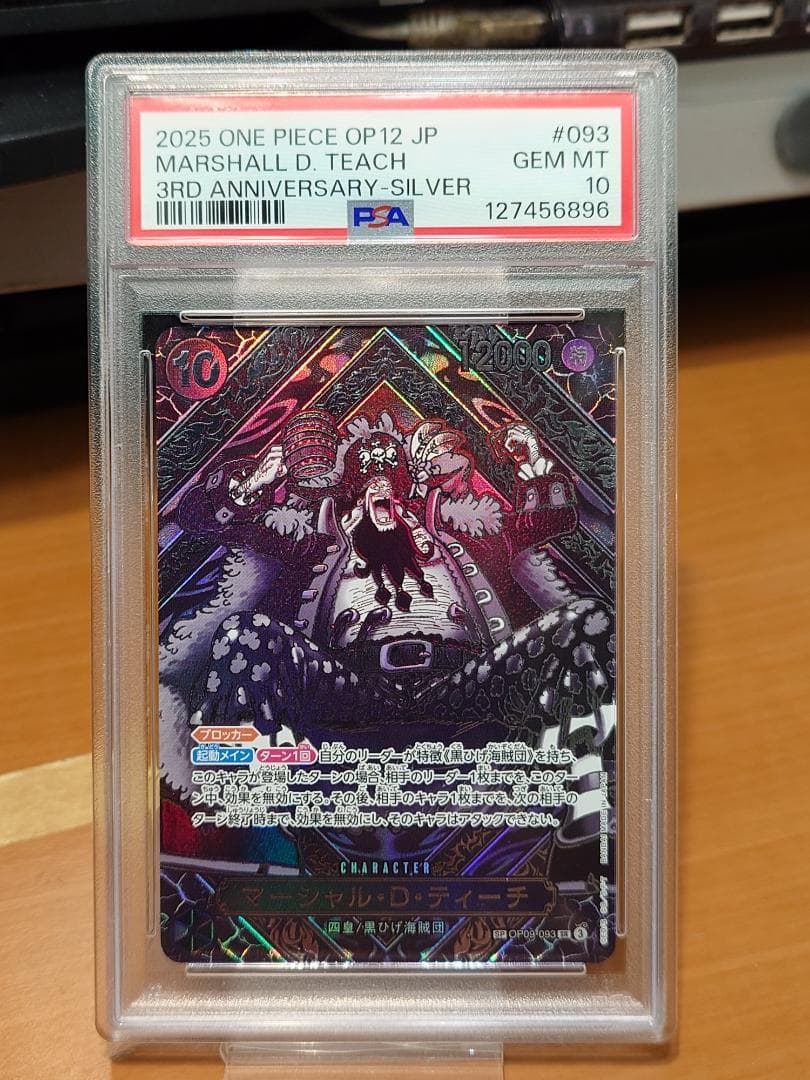 2025 ONE PIECE OP12 JP #093
MARSHALL D. TEACH GEM MT
3RD ANNIVERSARY-SILVER 10
PSA 127456896
10 12000 特
ブロッカー
起動メイン ターン1回 自分のリーダーが特徴《黒ひげ海賊団》を持ち、
このキャラが登場したターンの場合、相手のリーダー1枚までを、このター
ン中、効果を無効にする。その後、相手のキャラ1枚までを、次の相手の
ターン終了時まで、効果を無効にし、そのキャラはアタックできない。
CHARACTER
マーシャル・D・ティーチ
四皇/黒ひげ海賊団
SP OP09-093 SR 3